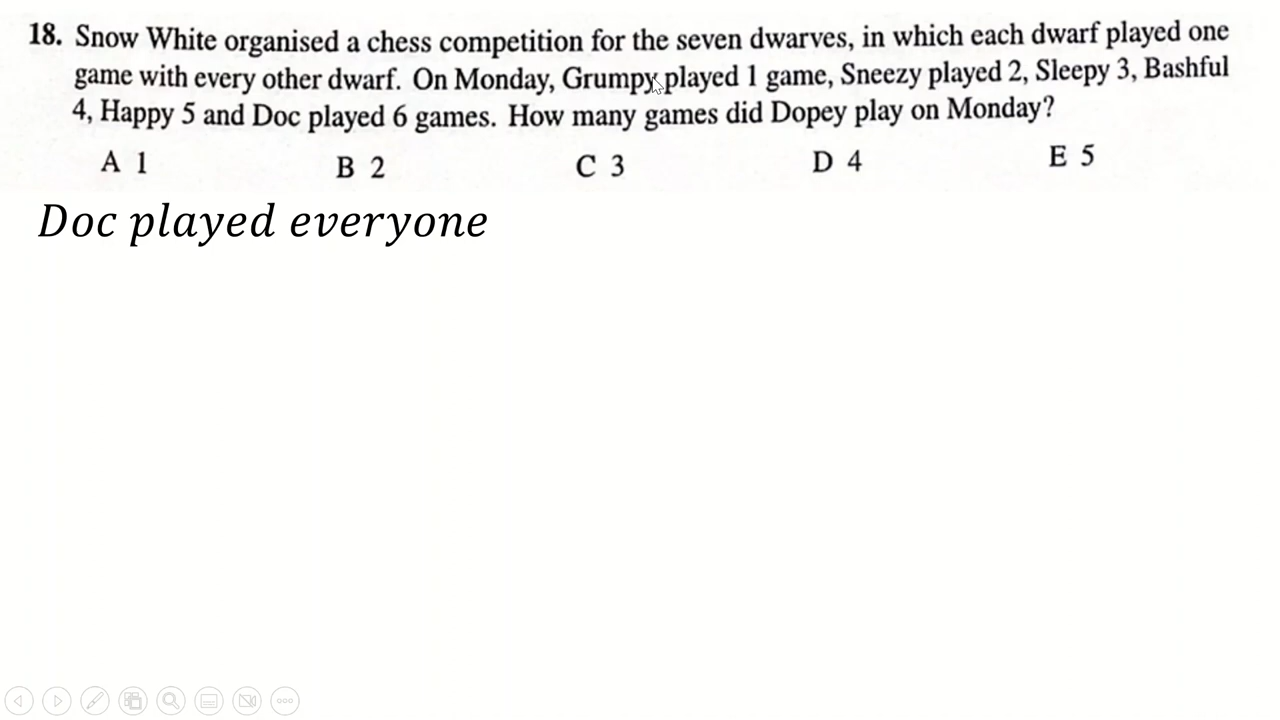 18. Snow White organised a chess competition for the seven dwarves, in which each dwarf played one
game with every other dwarf. On Monday, Grumpy played 1 game, Sneezy played 2, Sleepy 3, Bashful
4, Happy 5 and Doc played 6 games. How many games did Dopey play on Monday?
A 1 B 2 C 3 D 4 E 5
Doc played everyone